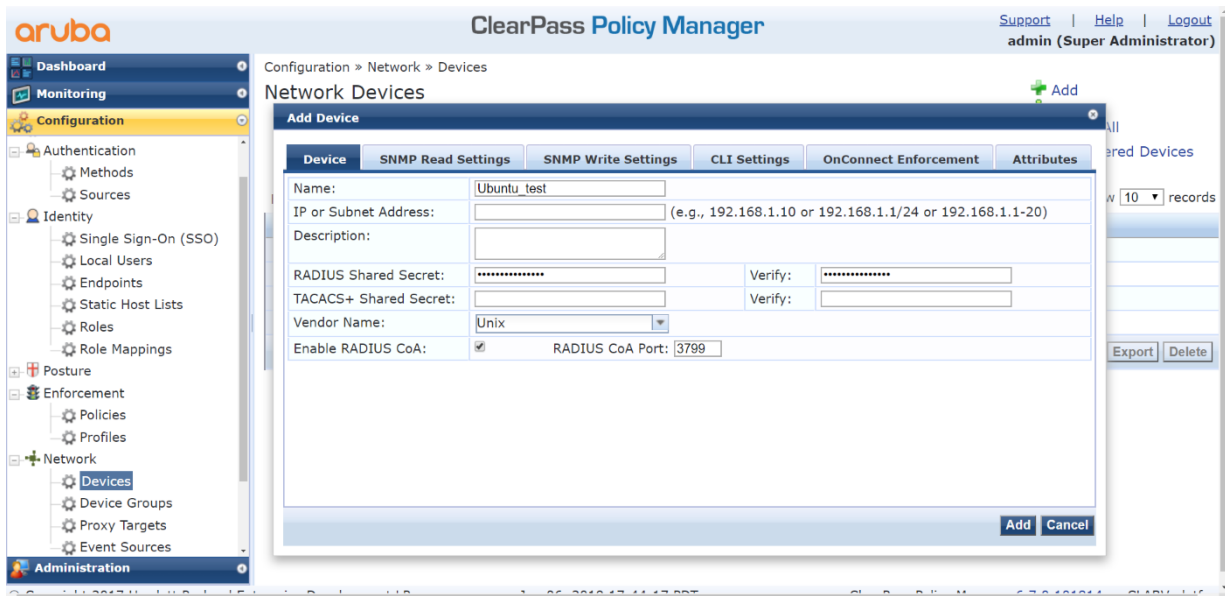 aruba
ClearPass Policy Manager
Support | Help | Logout
admin (Super Administrator)
Dashboard
Monitoring
Configuration
Authentication
Methods
Sources
Identity
Single Sign-On (SSO)
Local Users
Endpoints
Static Host Lists
Roles
Role Mappings
Posture
Enforcement
Policies
Profiles
Network
Devices
Device Groups
Proxy Targets
Event Sources
Administration
Configuration » Network » Devices
Network Devices
Add
All
ered Devices
w 10 records
Add Device
Device SNMP Read Settings SNMP Write Settings CLI Settings OnConnect Enforcement Attributes
Name: Ubuntu_test
IP or Subnet Address: (e.g., 192.168.1.10 or 192.168.1.1/24 or 192.168.1.1-20)
Description:
RADIUS Shared Secret: ••••••••••••••• Verify: •••••••••••••••
TACACS+ Shared Secret: Verify:
Vendor Name: Unix
Enable RADIUS CoA: RADIUS CoA Port: 3799
Export Delete
Add Cancel